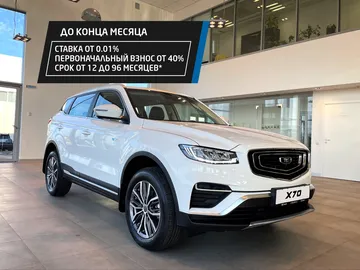 ДО КОНЦА МЕСЯЦА
СТАВКА ОТ 0.01%
ПЕРВОНАЧАЛЬНЫЙ ВЗНОС ОТ 40%
СРОК ОТ 12 ДО 96 МЕСЯЦЕВ*
X70